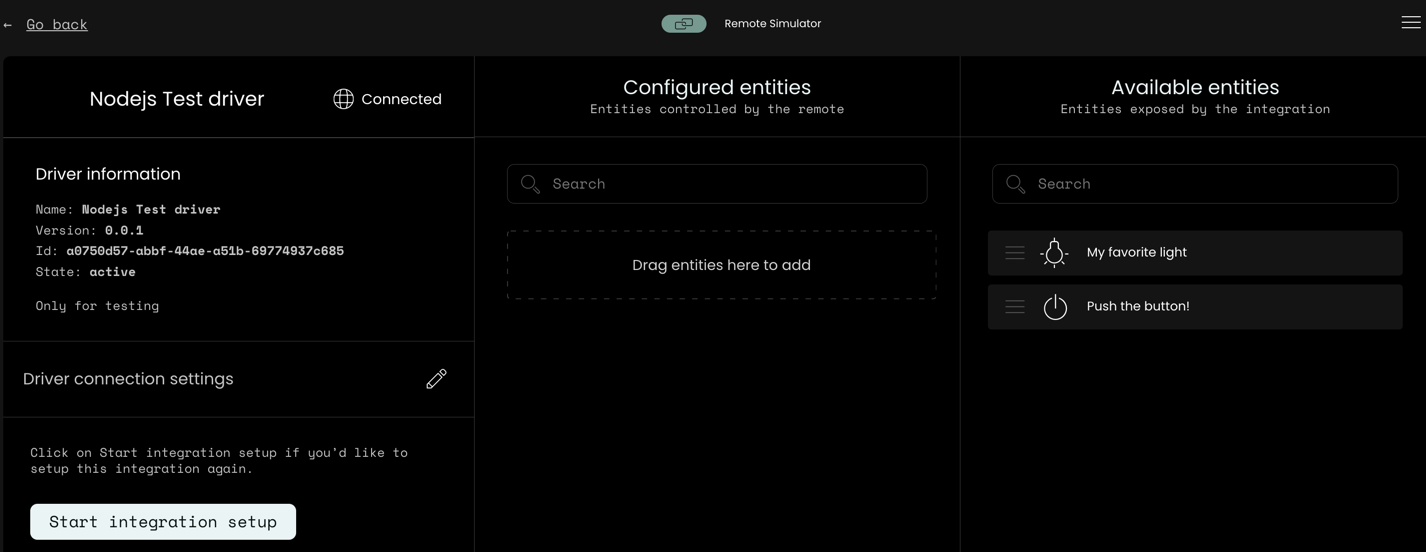 ← Go back
Remote Simulator
Nodejs Test driver
Connected
Driver information
Name: Nodejs Test driver
Version: 0.0.1
Id: a0750d57-abbf-44ae-a51b-69774937c685
State: active
Only for testing
Driver connection settings
Click on Start integration setup if you'd like to
setup this integration again.
Start integration setup
Configured entities
Entities controlled by the remote
Search
Drag entities here to add
Available entities
Entities exposed by the integration
Search
My favorite light
Push the button!